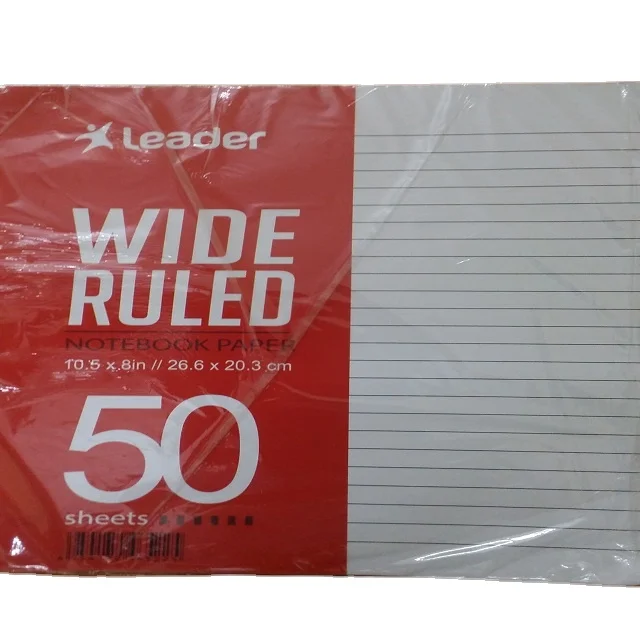 Leader
WIDE
RULED
NOTEBOOK PAPER
10.5 x 8in // 26.6 x 20.3 cm
50
sheets